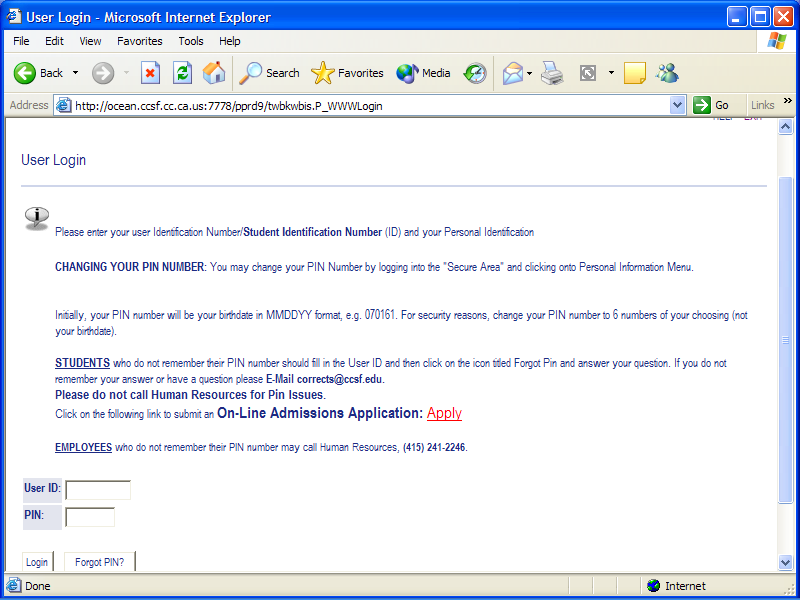 User Login - Microsoft Internet Explorer
File Edit View Favorites Tools Help
Back Search Favorites Media
Address http://ocean.ccsf.cc.ca.us:7778/pprd9/twbkwbis.P_WWWLogin Go Links »
HELP EXIT
User Login
Please enter your user Identification Number/Student Identification Number (ID) and your Personal Identification
CHANGING YOUR PIN NUMBER: You may change your PIN Number by logging into the "Secure Area" and clicking onto Personal Information Menu.
Initially, your PIN number will be your birthdate in MMDDYY format, e.g. 070161. For security reasons, change your PIN number to 6 numbers of your choosing (not
your birthdate).
STUDENTS who do not remember their PIN number should fill in the User ID and then click on the icon titled Forgot Pin and answer your question. If you do not
remember your answer or have a question please E-Mail corrects@ccsf.edu.
Please do not call Human Resources for Pin Issues.
Click on the following link to submit an On-Line Admissions Application: Apply
EMPLOYEES who do not remember their PIN number may call Human Resources, (415) 241-2246.
User ID:
PIN:
Login Forgot PIN?
Done Internet